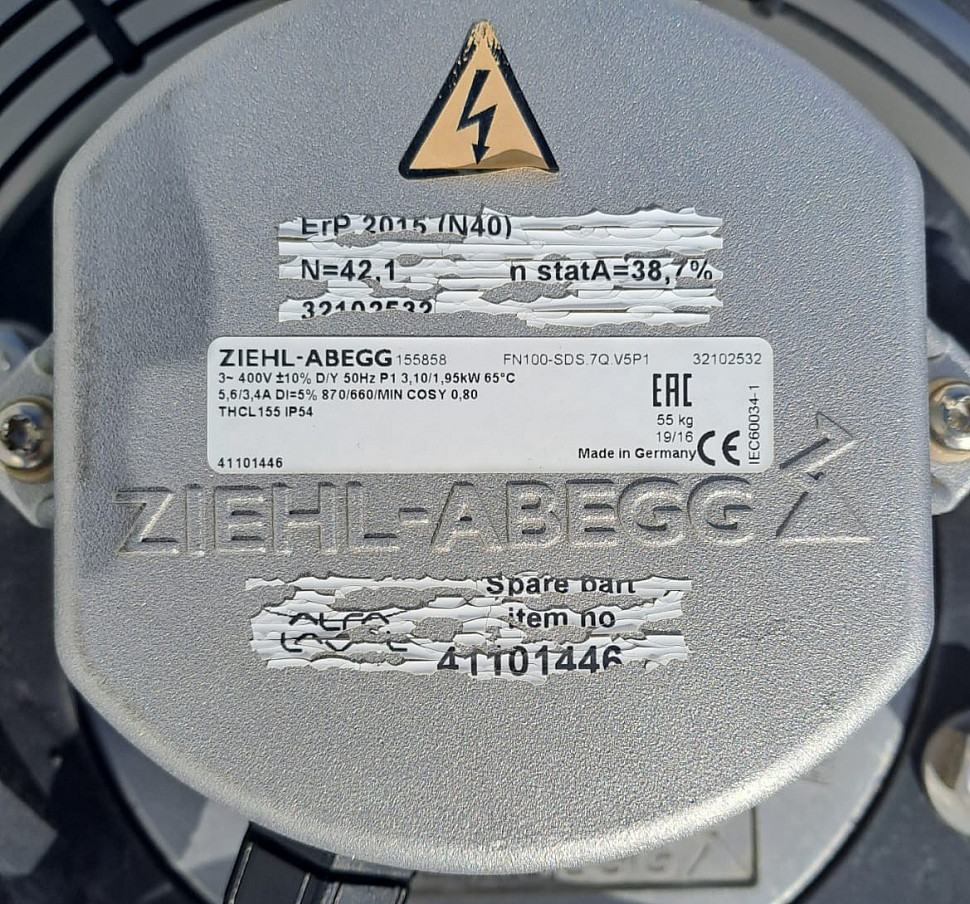 ErP 2015 (N40)
N=42,1 n statA=38,7%
32102532
ZIEHL-ABEGG 155858 FN100-SDS.7Q.V5P1 32102532
3~ 400V ±10% D/Y 50Hz P1 3,10/1,95kW 65°C
5,6/3,4A DI=5% 870/660/MIN COSY 0,80
THCL155 IP54
EAC
55 kg
19/16
Made in Germany CE
IEC60034-1
41101446
ZIEHL-ABEGG
Spare part
ALFA item no
LAVAL
41101446